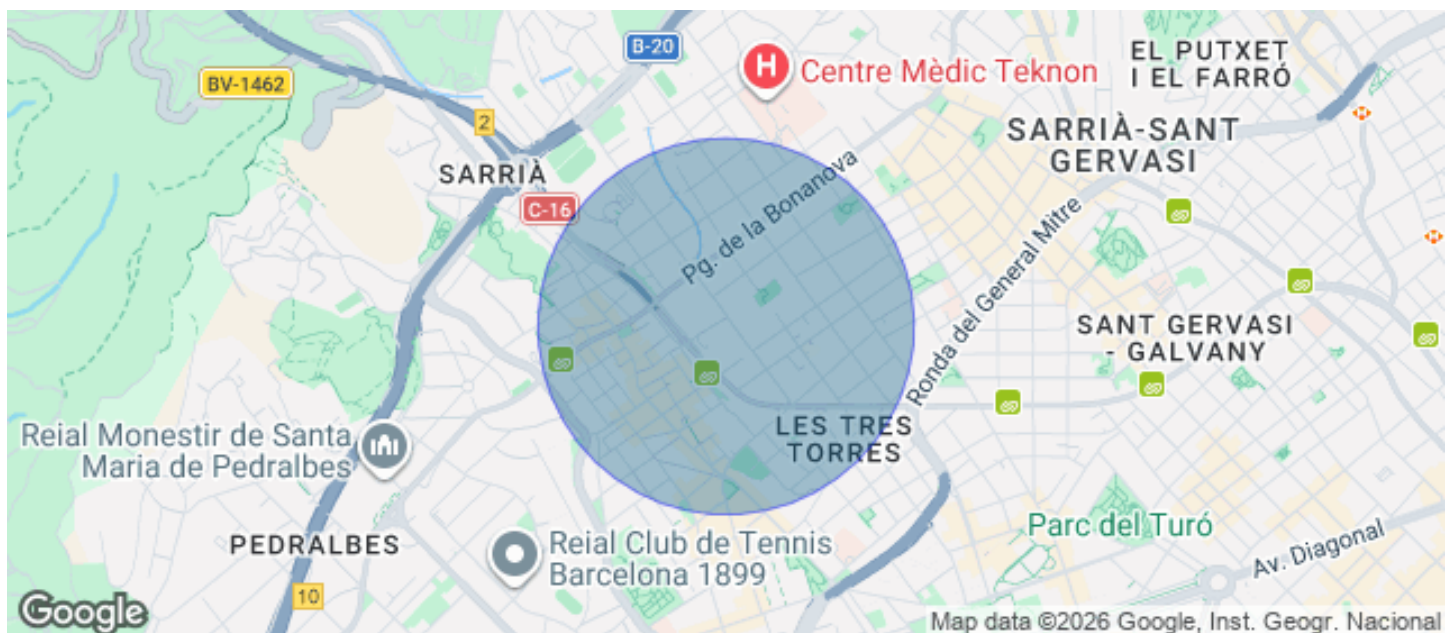 B-20
BV-1462
H
Centre Mèdic Teknon
EL PUTXET
I EL FARRÓ
2
SARRIÀ-SANT
GERVASI
SARRIÀ
C-16
Pg. de la Bonanova
Ronda del General Mitre
SANT GERVASI
- GALVANY
LES TRES
TORRES
Reial Monestir de Santa
Maria de Pedralbes
PEDRALBES
Reial Club de Tennis
Barcelona 1899
Parc del Turó
Av. Diagonal
10
Google
Map data ©2026 Google, Inst. Geogr. Nacional